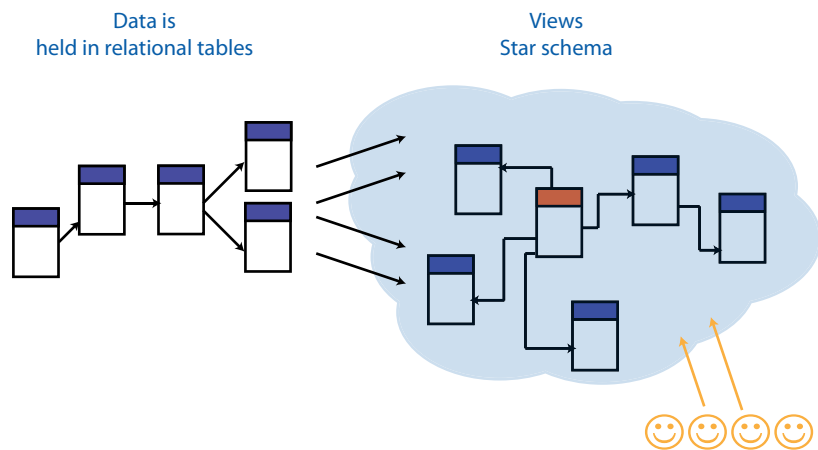 Data is
held in relational tables
Views
Star schema